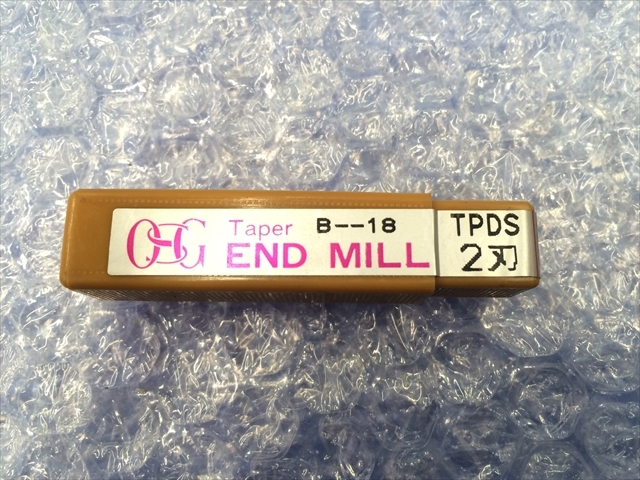 OSG Taper B--18 TPDS
END MILL 2刃